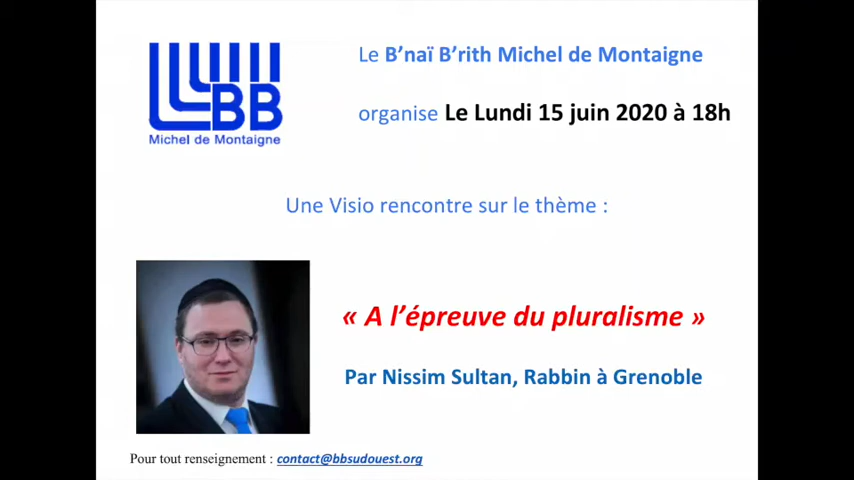 Le B'naï B'rith Michel de Montaigne
BB
Michel de Montaigne
organise Le Lundi 15 juin 2020 à 18h
Une Visio rencontre sur le thème :
« A l'épreuve du pluralisme »
Par Nissim Sultan, Rabbin à Grenoble
Pour tout renseignement : contact@bbsudouest.org